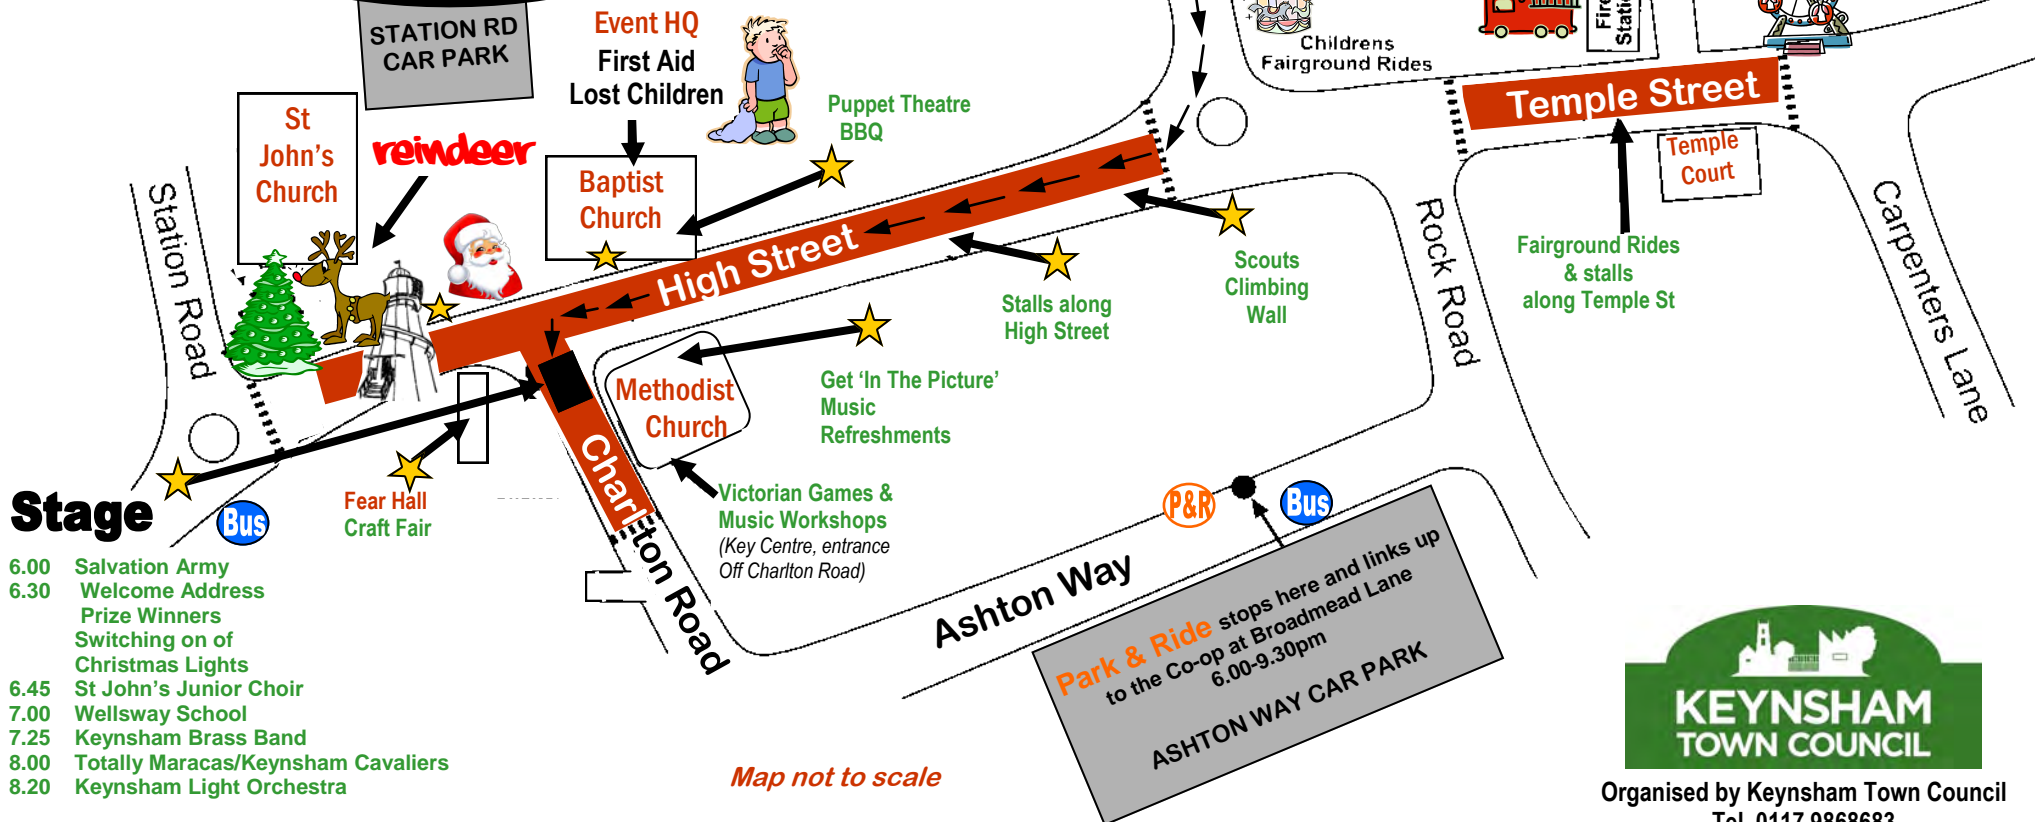 STATION RD
CAR PARK
Event HQ
First Aid
Lost Children
Childrens
Fairground Rides
Fire
Statio
Temple Street
Temple
Court
Puppet Theatre
BBQ
St
John’s
Church
reindeer
Baptist
Church
Station Road
High Street
Scouts
Climbing
Wall
Stalls along
High Street
Rock Road
Fairground Rides
& stalls
along Temple St
Carpenters Lane
Methodist
Church
Get ‘In The Picture’
Music
Refreshments
Charlton Road
Victorian Games &
Music Workshops
(Key Centre, entrance
Off Charlton Road)
Fear Hall
Craft Fair
Bus
Stage
6.00 Salvation Army
6.30 Welcome Address
Prize Winners
Switching on of
Christmas Lights
6.45 St John’s Junior Choir
7.00 Wellsway School
7.25 Keynsham Brass Band
8.00 Totally Maracas/Keynsham Cavaliers
8.20 Keynsham Light Orchestra
P&R
Bus
Ashton Way
Park & Ride stops here and links up
to the Co-op at Broadmead Lane
6.00-9.30pm
ASHTON WAY CAR PARK
Map not to scale
KEYNSHAM
TOWN COUNCIL
Organised by Keynsham Town Council
Tel. 0117 9868683